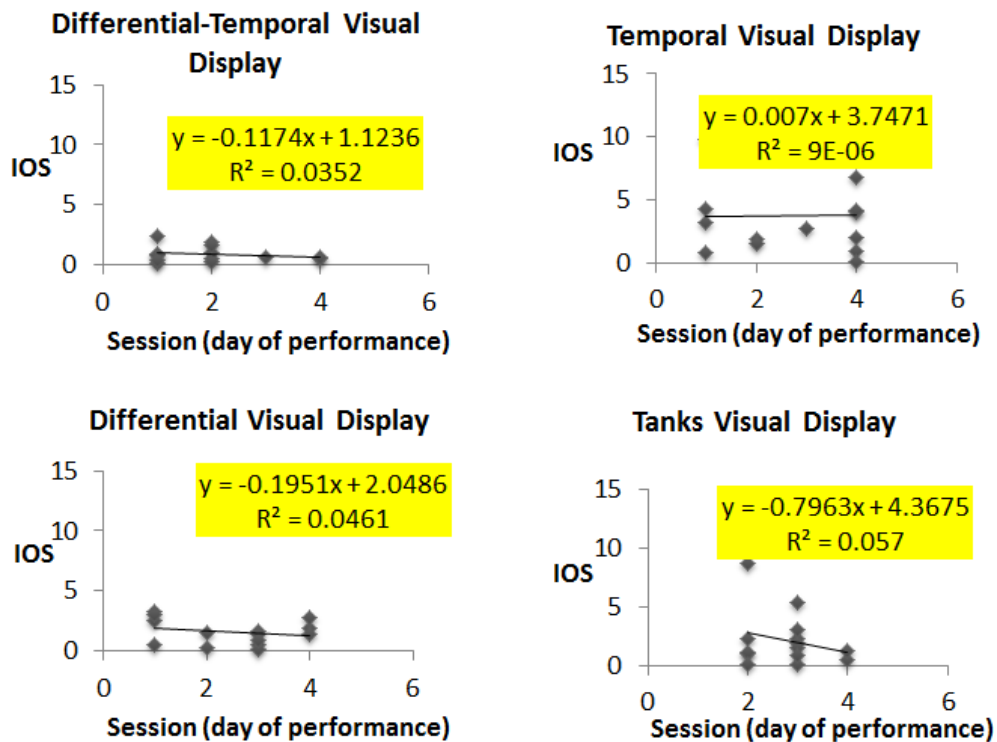 Differential-Temporal Visual
Display
15
10
5
0
IOS
y = -0.1174x + 1.1236
R² = 0.0352
0 2 4 6
Session (day of performance)
Temporal Visual Display
15
10
5
0
y = 0.007x + 3.7471
R² = 9E-06
0 2 4 6
Session (day of performance)
Differential Visual Display
15
10
5
0
IOS
y = -0.1951x + 2.0486
R² = 0.0461
0 2 4 6
Session (day of performance)
Tanks Visual Display
15
10
5
0
IOS
y = -0.7963x + 4.3675
R² = 0.057
0 2 4 6
Session (day of performance)